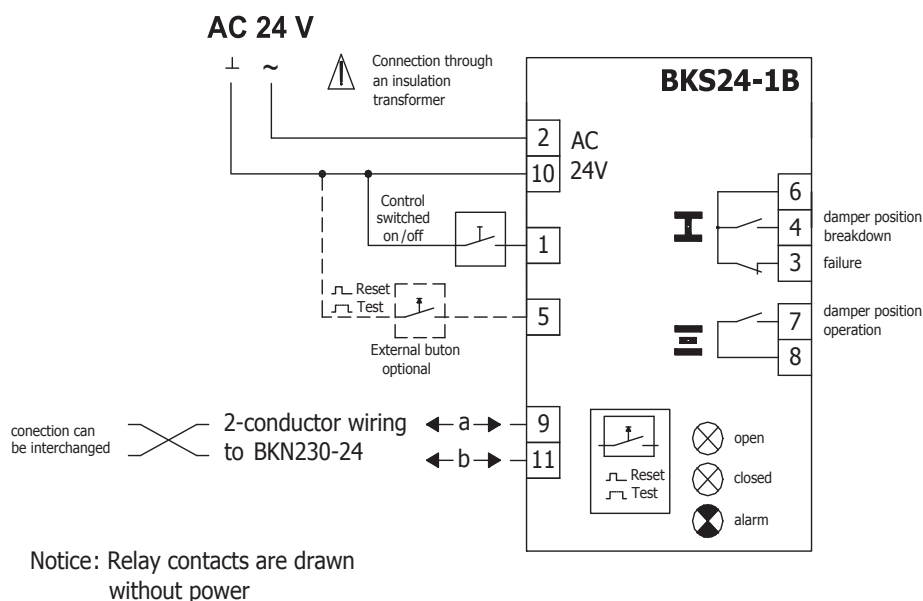 AC 24 V
⊥ ~
Connection through
an insulation
transformer
BKS24-1B
2
AC
10
24V
Control
switched
on/off
1
Reset
Test
5
External buton
optional
6
4
damper position
breakdown
3
failure
7
damper position
operation
8
conection can
be interchanged
2-conductor wiring
to BKN230-24
a
b
9
11
Reset
Test
open
closed
alarm
Notice: Relay contacts are drawn
without power